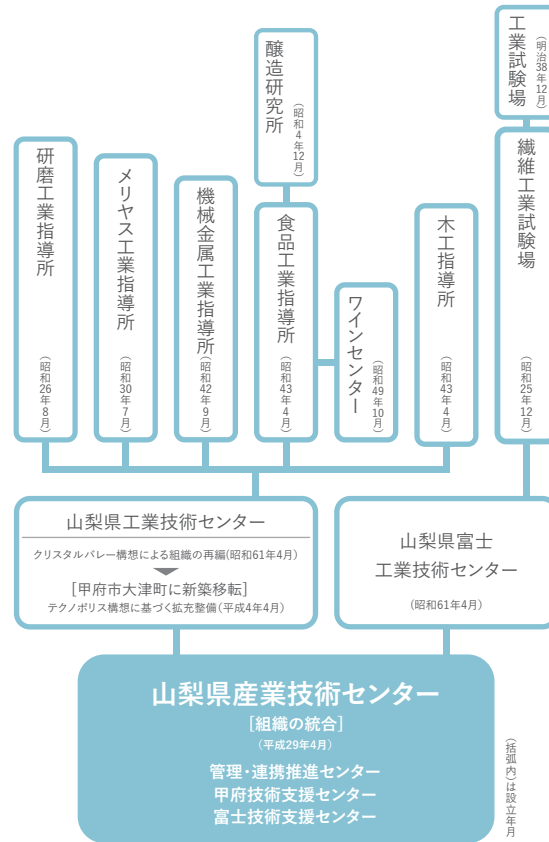 工業試験場
（明治38年12月）
醸造研究所
（昭和4年12月）
研磨工業指導所
（昭和26年8月）
メリヤス工業指導所
（昭和30年7月）
機械金属工業指導所
（昭和42年9月）
食品工業指導所
（昭和43年4月）
ワインセンター
（昭和49年10月）
木工指導所
（昭和43年4月）
繊維工業試験場
（昭和25年12月）
山梨県工業技術センター
クリスタルバレー構想による組織の再編(昭和61年4月)
[甲府市大津町に新築移転]
テクノポリス構想に基づく拡充整備(平成4年4月)
山梨県富士
工業技術センター
(昭和61年4月)
山梨県産業技術センター
[組織の統合]
(平成29年4月)
管理・連携推進センター
甲府技術支援センター
富士技術支援センター
（括弧内）は設立年月